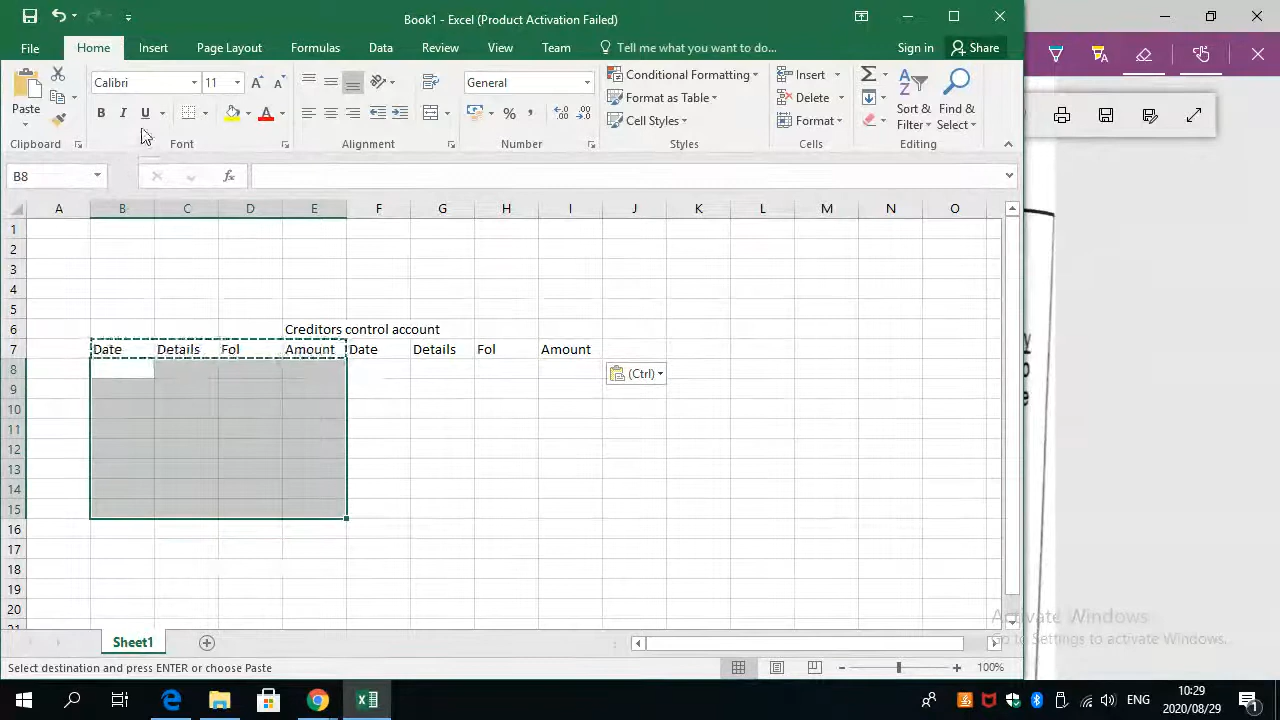 Book1 - Excel (Product Activation Failed)
File Home Insert Page Layout Formulas Data Review View Team Tell me what you want to do... Sign in Share
Calibri 11 General Conditional Formatting Insert
Paste Format as Table Delete Sort & Find &
B I U % Cell Styles Format Filter Select
Clipboard Font Alignment Number Styles Cells Editing
B8 fx
A B C D E F G H I J K L M N O
1
2
3
4
5
6 Creditors control account
7 Date Details Fol Amount Date Details Fol Amount
8 (Ctrl)
9
10
11
12
13
14
15
16
17
18
19
20
21
Sheet1
Select destination and press ENTER or choose Paste 100%
y
o
e
Activate Windows
Go to Settings to activate Windows.
ENG 10:29
2020/08/29 1